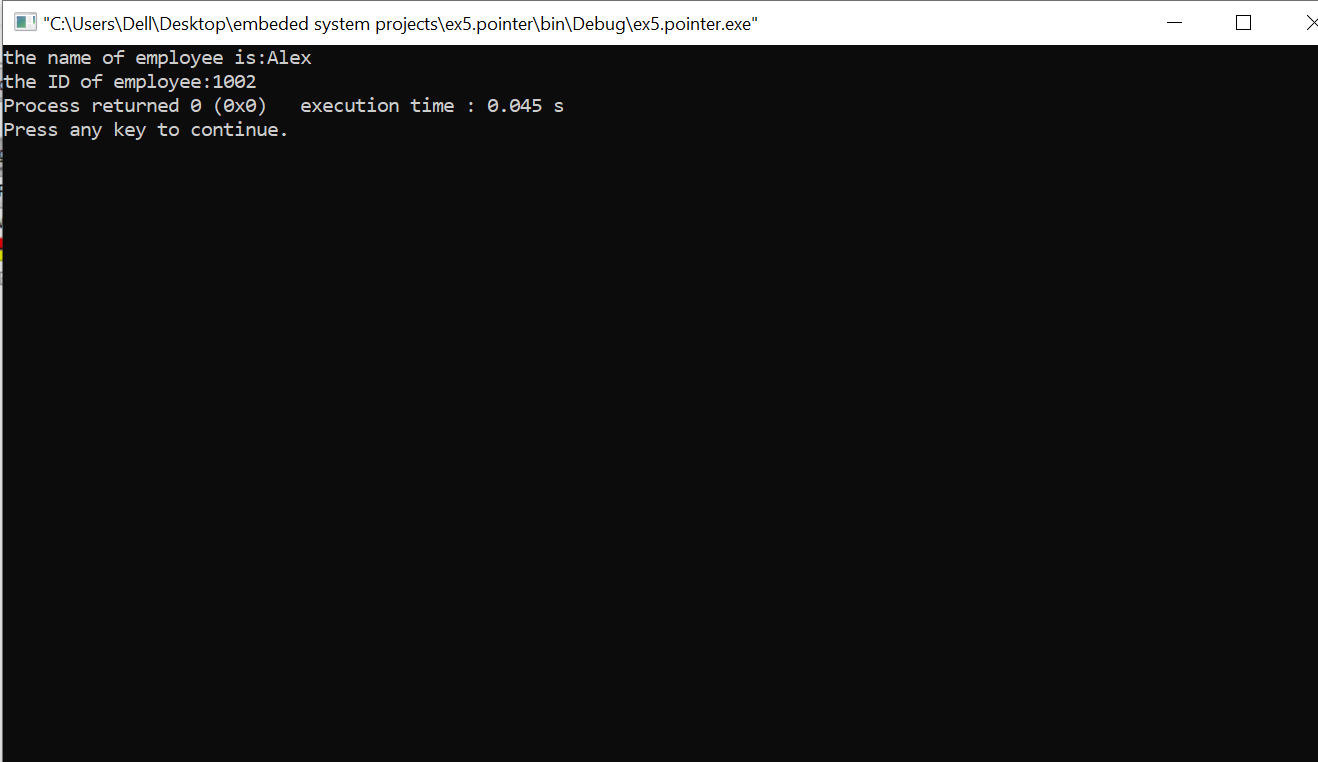 "C:\Users\Dell\Desktop\embeded system projects\ex5.pointer\bin\Debug\ex5.pointer.exe"
the name of employee is:Alex
the ID of employee:1002
Process returned 0 (0x0)   execution time : 0.045 s
Press any key to continue.